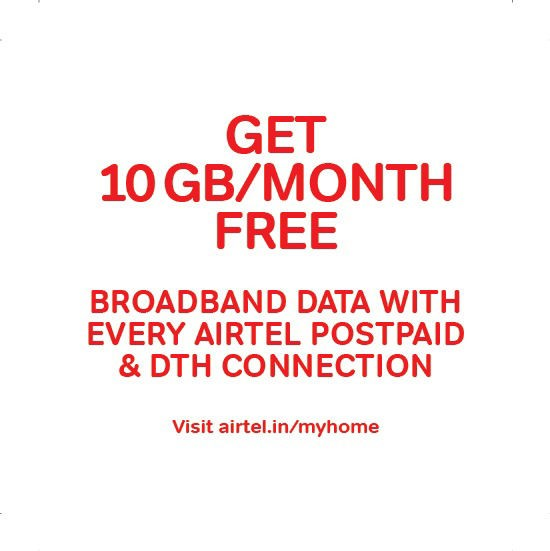 GET
10 GB/MONTH
FREE
BROADBAND DATA WITH
EVERY AIRTEL POSTPAID
& DTH CONNECTION
Visit airtel.in/myhome